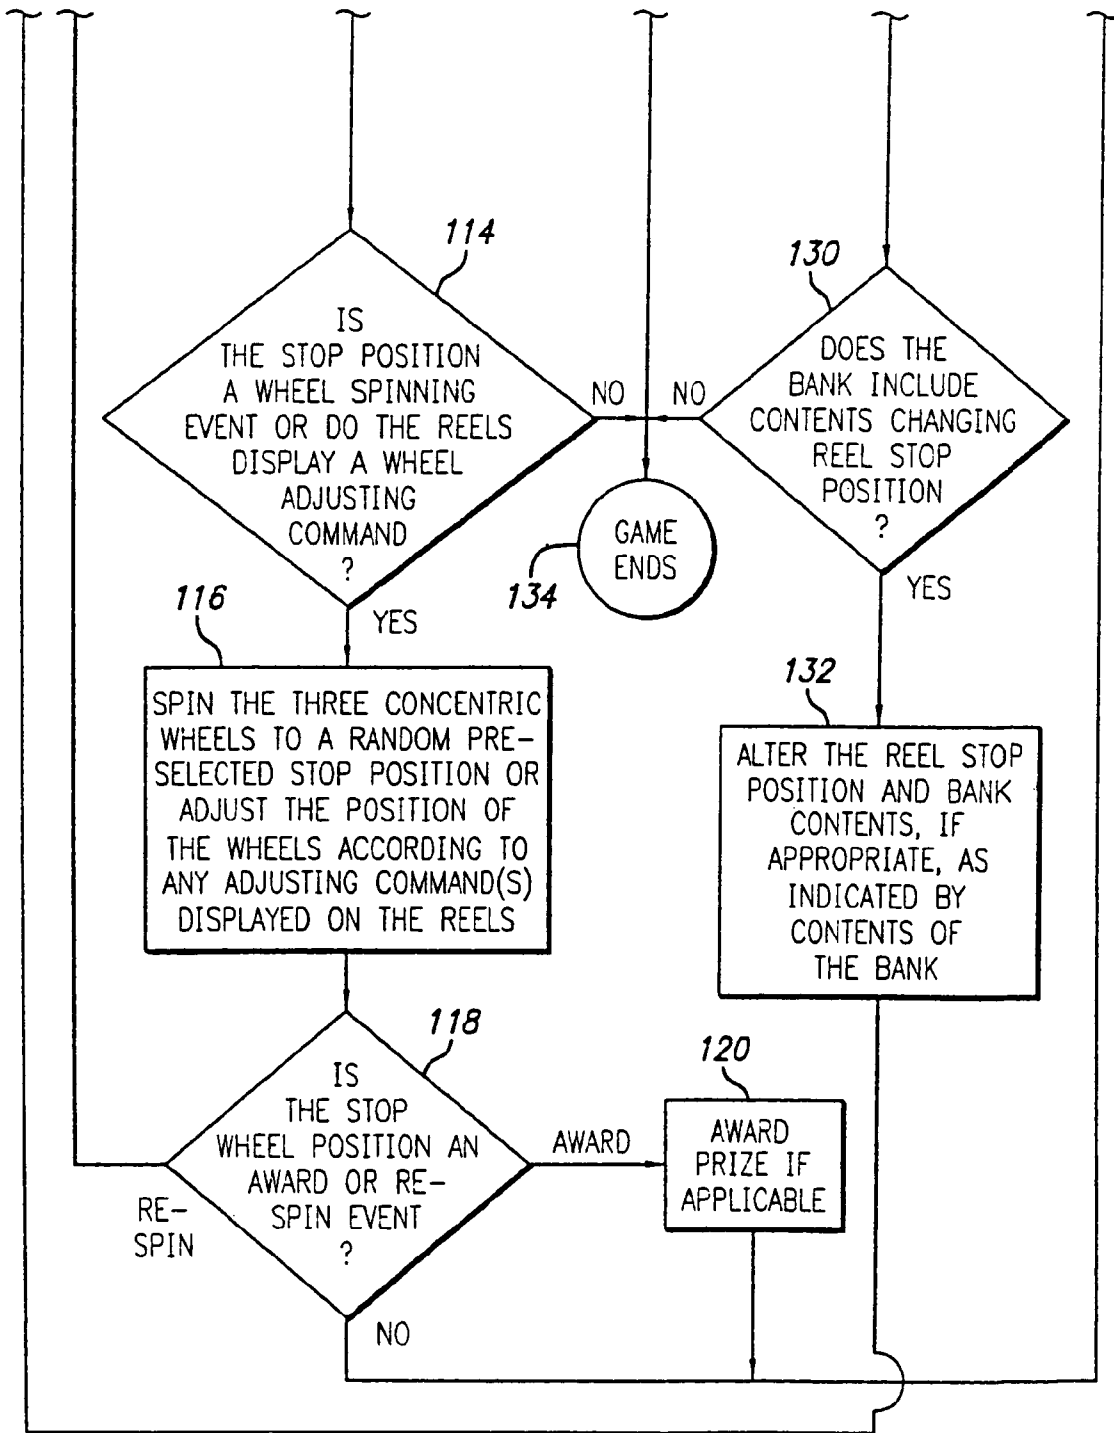 114
IS
THE STOP POSITION
A WHEEL SPINNING
EVENT OR DO THE REELS
DISPLAY A WHEEL
ADJUSTING
COMMAND
?
NO
NO
130
DOES THE
BANK INCLUDE
CONTENTS CHANGING
REEL STOP
POSITION
?
GAME
ENDS
134
YES
YES
116
SPIN THE THREE CONCENTRIC
WHEELS TO A RANDOM PRE-
SELECTED STOP POSITION OR
ADJUST THE POSITION OF
THE WHEELS ACCORDING TO
ANY ADJUSTING COMMAND(S)
DISPLAYED ON THE REELS
132
ALTER THE REEL STOP
POSITION AND BANK
CONTENTS, IF
APPROPRIATE, AS
INDICATED BY
CONTENTS OF
THE BANK
118
IS
THE STOP
WHEEL POSITION AN
AWARD OR RE-
SPIN EVENT
?
RE-
SPIN
AWARD
120
AWARD
PRIZE IF
APPLICABLE
NO